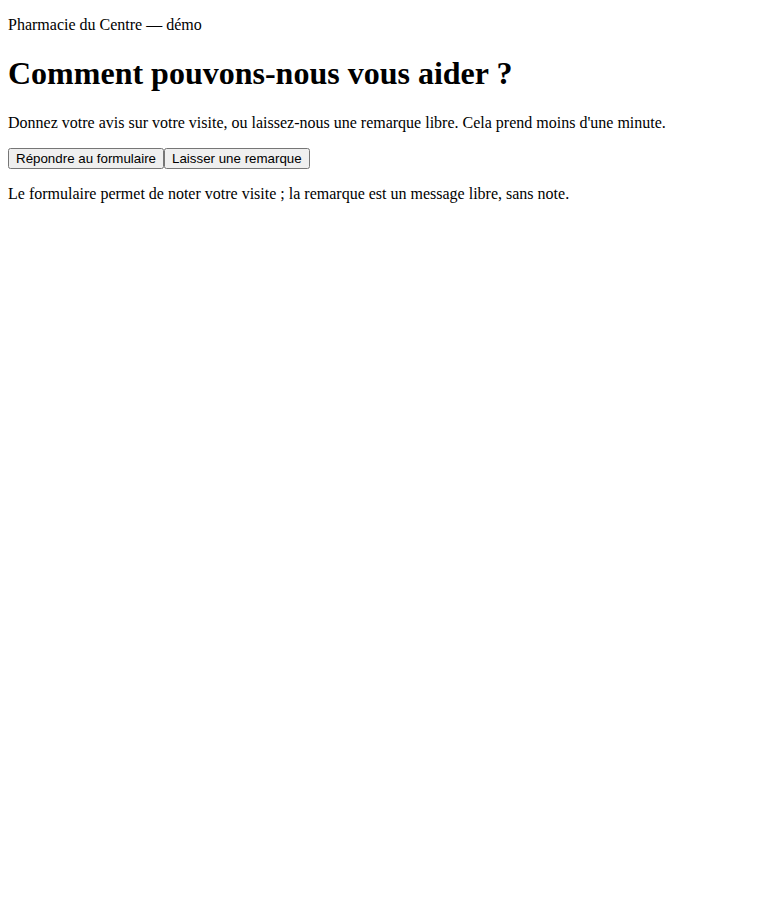 Pharmacie du Centre — démo
Comment pouvons-nous vous aider ?
Donnez votre avis sur votre visite, ou laissez-nous une remarque libre. Cela prend moins d'une minute.
Répondre au formulaire Laisser une remarque
Le formulaire permet de noter votre visite ; la remarque est un message libre, sans note.